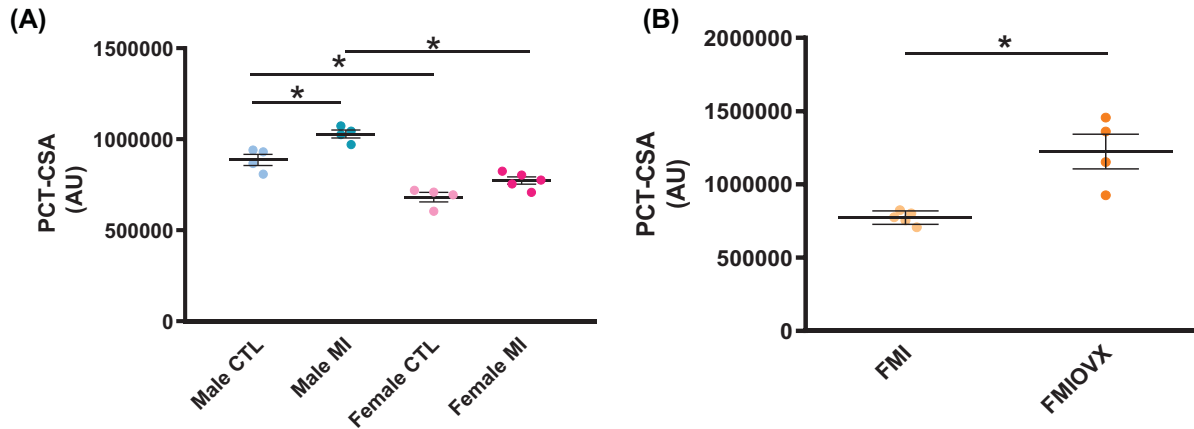 (A)
1500000
1000000
500000
0
PCT-CSA
(AU)
*
*
*
Male CTL
Male MI
Female CTL
Female MI
(B)
2000000
1500000
1000000
500000
0
PCT-CSA
(AU)
*
FMI
FMIOVX